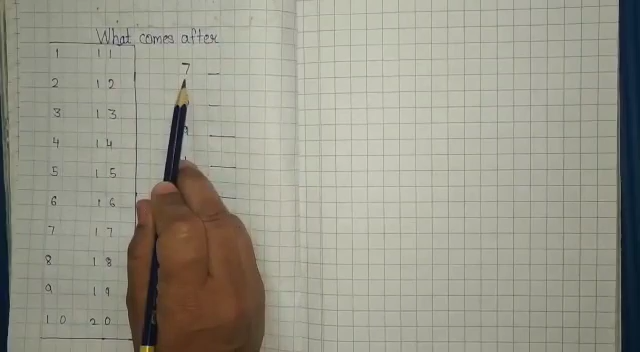 What comes after
1 11 7 _
2 12 _
3 13
4 14 9 _
5 15 _
6 16 _
7 17
8 18
9 19
10 20